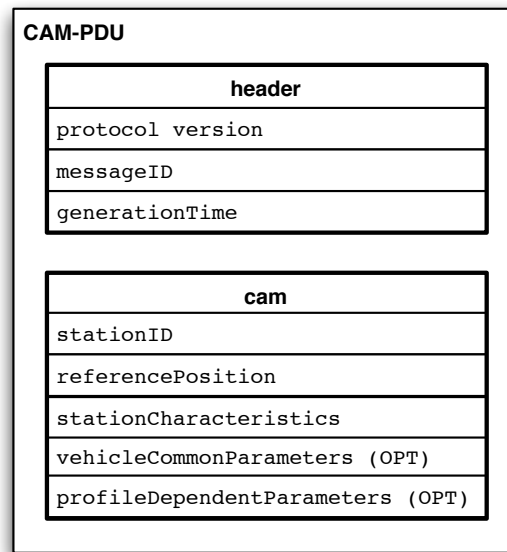 CAM-PDU
header
protocol version
messageID
generationTime
cam
stationID
referencePosition
stationCharacteristics
vehicleCommonParameters (OPT)
profileDependentParameters (OPT)